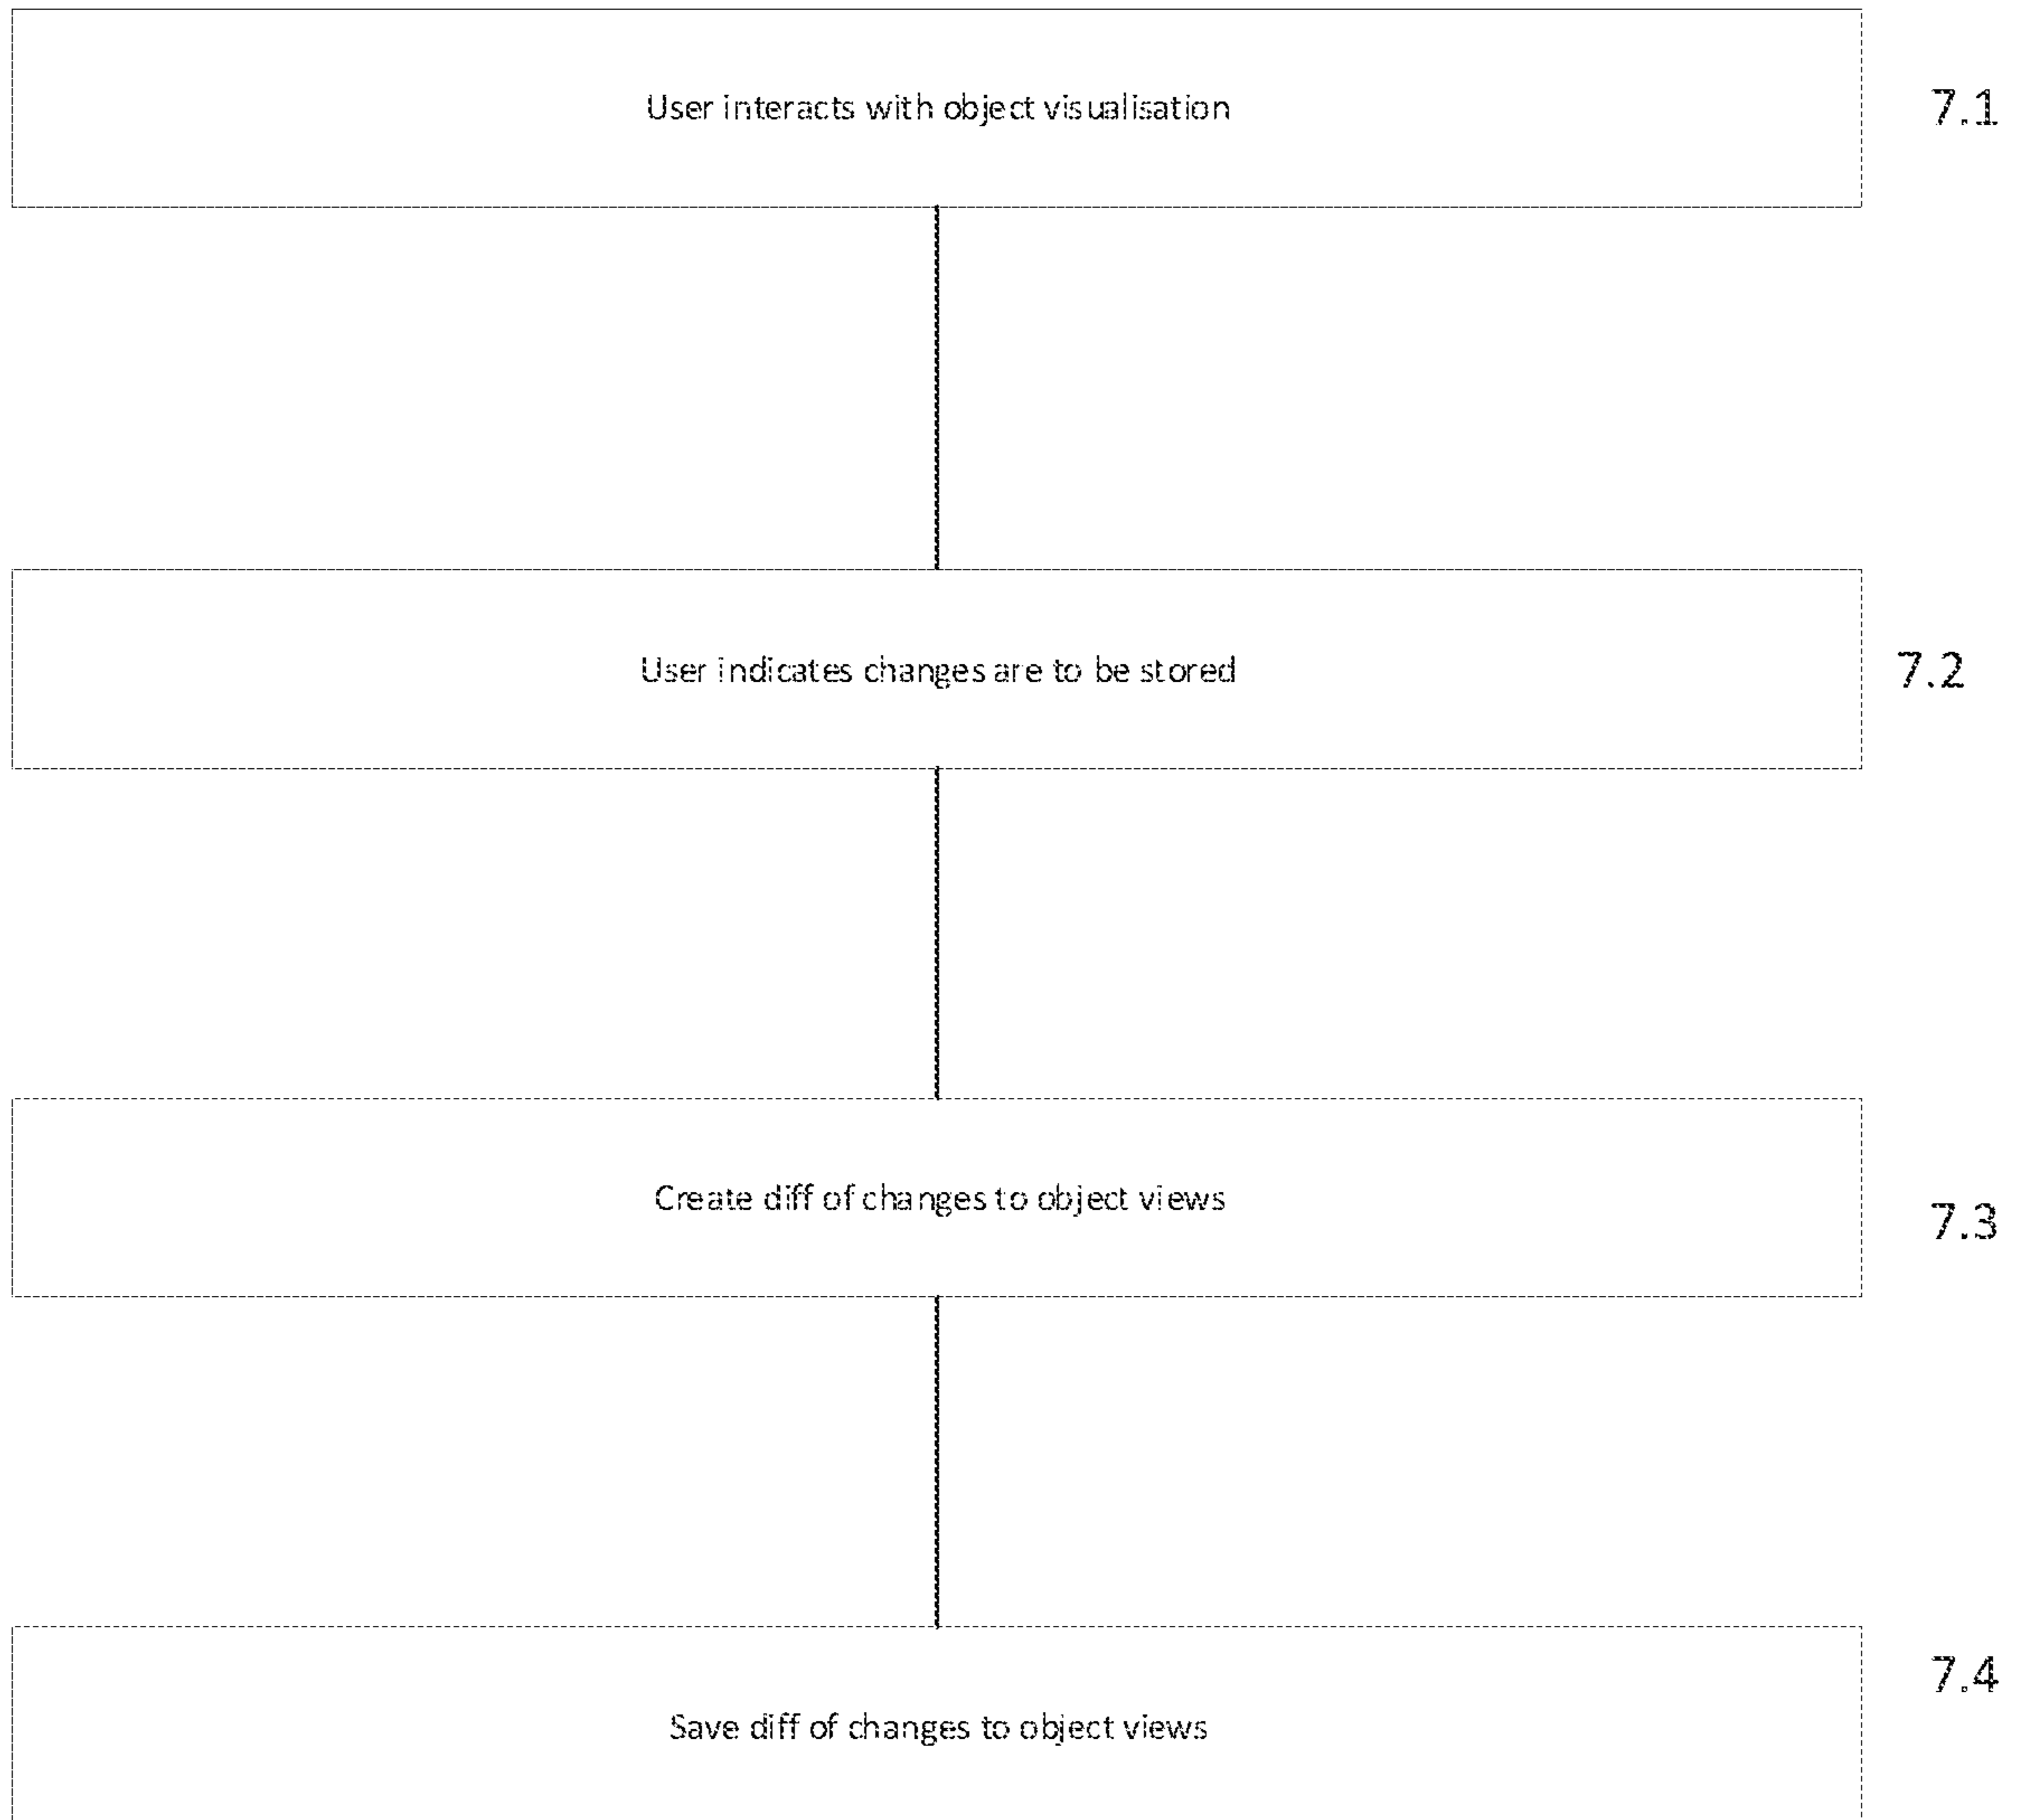 User interacts with object visualisation
7.1
User indicates changes are to be stored
7.2
Create diff of changes to object views
7.3
Save diff of changes to object views
7.4